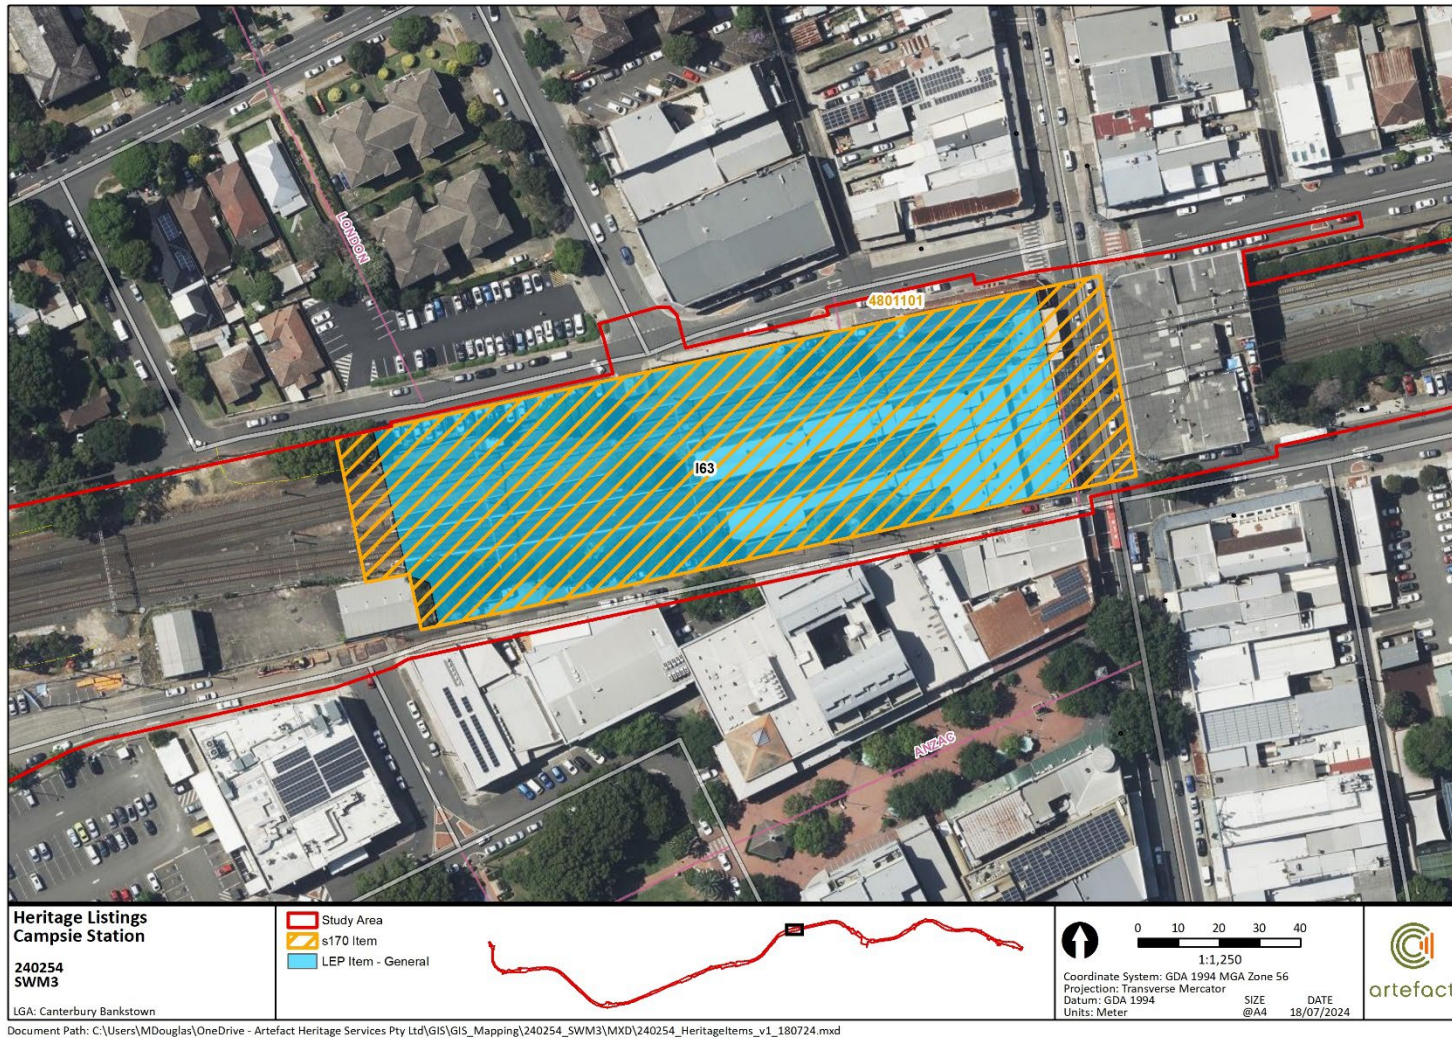 LONDON
4801101
I63
ANZAC
Heritage Listings
Campsie Station
240254
SWM3
LGA: Canterbury Bankstown
Study Area
s170 Item
LEP Item - General
0 10 20 30 40
1:1,250
Coordinate System: GDA 1994 MGA Zone 56
Projection: Transverse Mercator
Datum: GDA 1994
Units: Meter
SIZE
@A4
DATE
18/07/2024
artefact
Document Path: C:\Users\MDouglas\OneDrive - Artefact Heritage Services Pty Ltd\GIS\GIS_Mapping\240254_SWM3\MXD\240254_HeritageItems_v1_180724.mxd